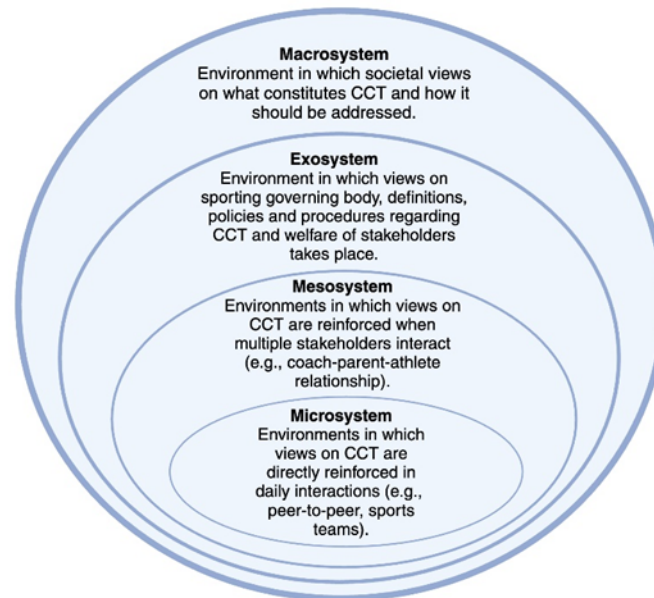 Macrosystem
Environment in which societal views
on what constitutes CCT and how it
should be addressed.
Exosystem
Environment in which views on
sporting governing body, definitions,
policies and procedures regarding
CCT and welfare of stakeholders
takes place.
Mesosystem
Environments in which views on
CCT are reinforced when
multiple stakeholders interact
(e.g., coach-parent-athlete
relationship).
Microsystem
Environments in which
views on CCT are
directly reinforced in
daily interactions (e.g.,
peer-to-peer, sports
teams).